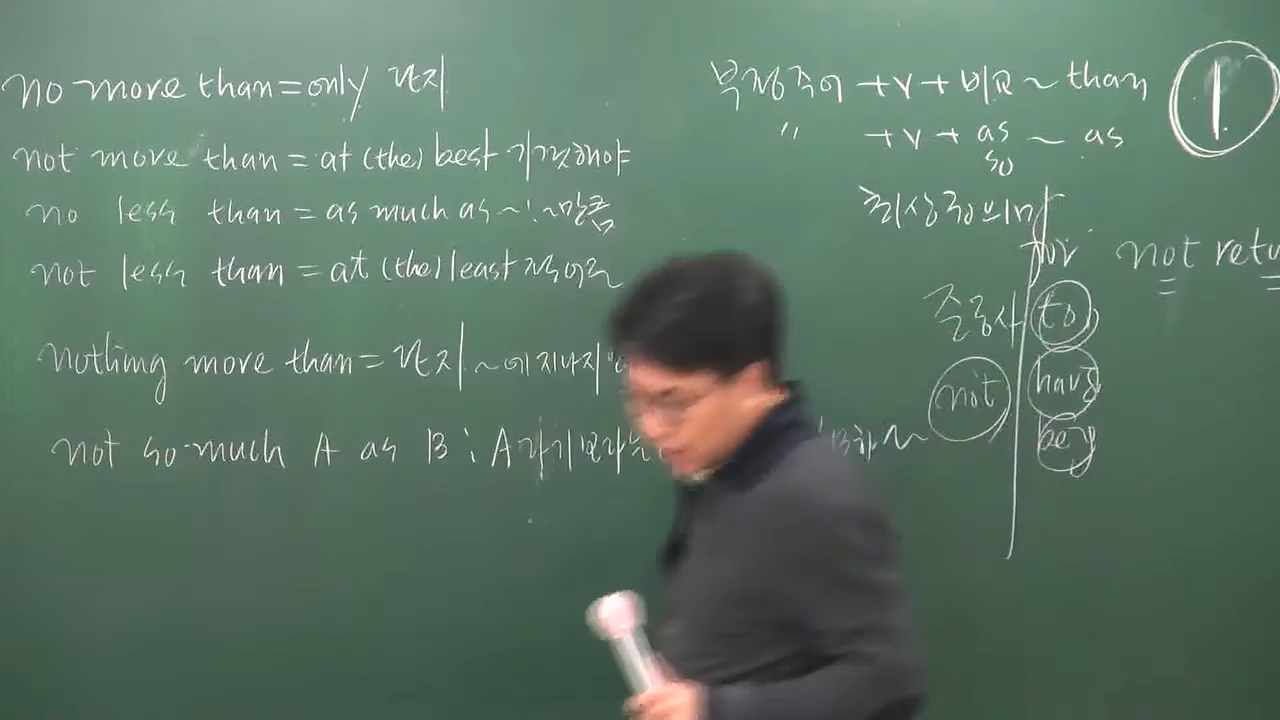 no more than = only 단지
not more than = at (the) best 기껏해야
no less than = as much as ~ : ~만큼
not less than = at (the) least 적어도
nothing more than = 단지 ~에 지나지
not so much A as B : A라기 보다는 B하 ~
부정주어 + V + 비교 ~ than
" + V + as ~ as
so
최상급 의미
not retu
준동사 to
not
be
1